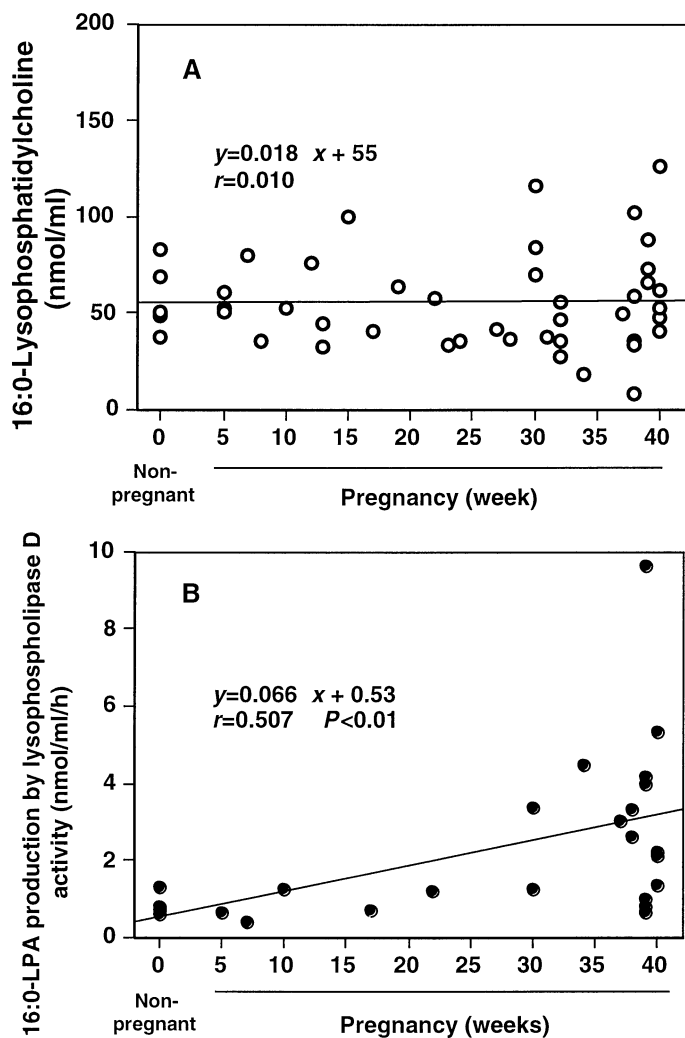 200
A
150
y=0.018 x + 55
r=0.010
100
50
0
16:0-Lysophosphatidylcholine
(nmol/ml)
0 5 10 15 20 25 30 35 40
Non-
pregnant
Pregnancy (week)
10
B
8
y=0.066 x + 0.53
r=0.507 P<0.01
6
4
2
0
16:0-LPA production by lysophospholipase D
activity (nmol/ml/h)
0 5 10 15 20 25 30 35 40
Non-
pregnant
Pregnancy (weeks)